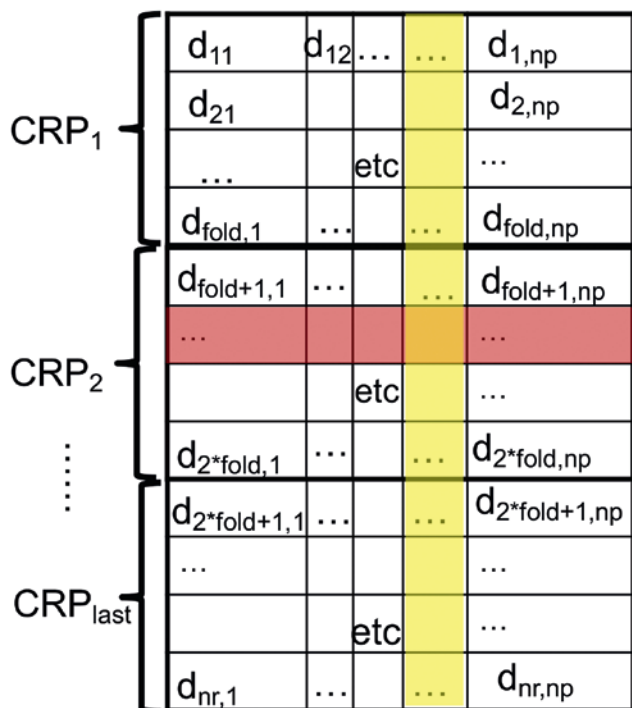 d11 d12 ... ... d1,np
d21 d2,np
CRP1
... etc ...
dfold,1 ... ... dfold,np
dfold+1,1 ... ... dfold+1,np
... ...
CRP2
etc ...
d2*fold,1 ... ... d2*fold,np
......
d2*fold+1,1 ... ... d2*fold+1,np
... ...
CRPlast
etc ...
dnr,1 ... ... dnr,np